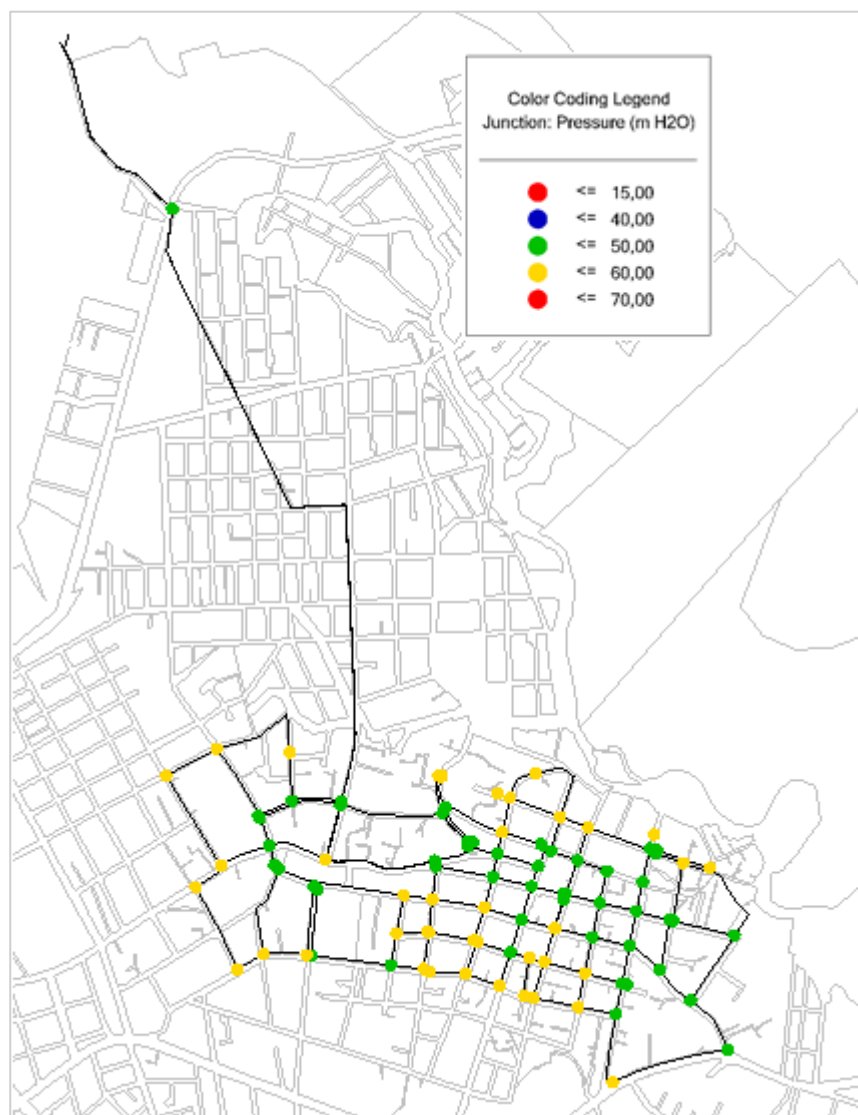 Color Coding Legend
Junction: Pressure (m H2O)
<= 15,00
<= 40,00
<= 50,00
<= 60,00
<= 70,00